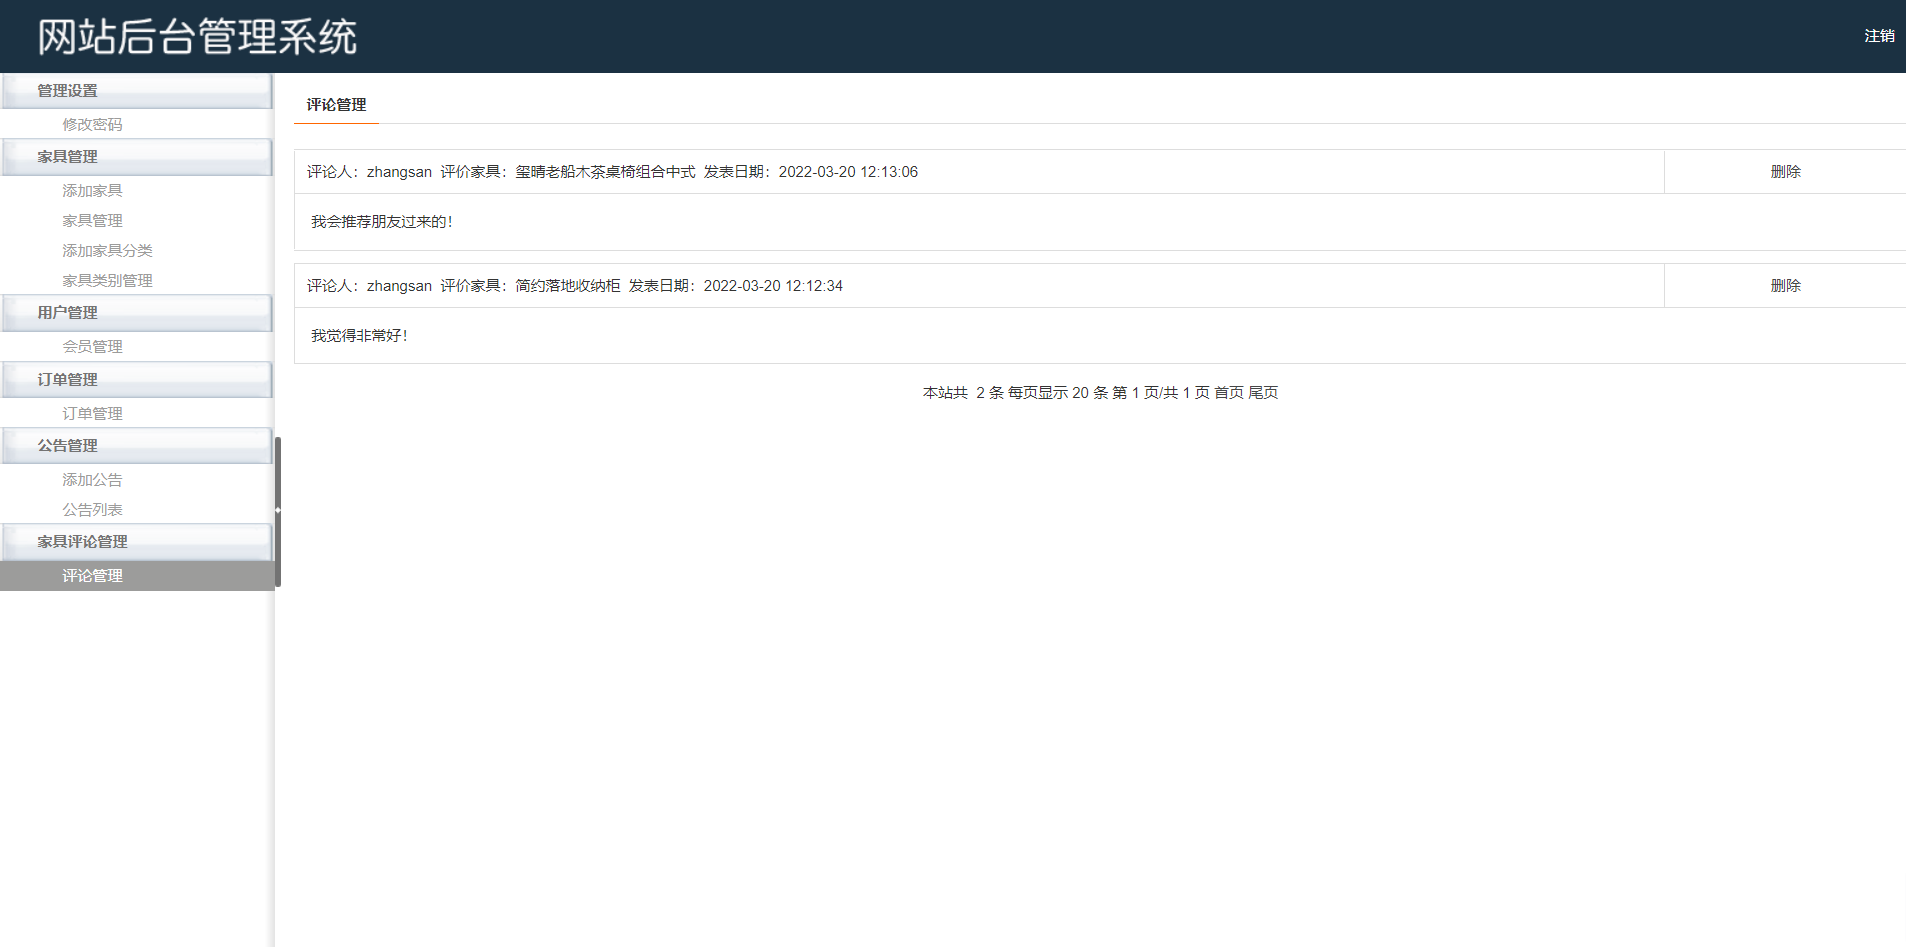 网站后台管理系统
注销
管理设置
修改密码
家具管理
添加家具
家具管理
添加家具分类
家具类别管理
用户管理
会员管理
订单管理
订单管理
公告管理
添加公告
公告列表
家具评论管理
评论管理
评论管理
评论人：zhangsan 评价家具：玺晴老船木茶桌椅组合中式 发表日期：2022-03-20 12:13:06
删除
我会推荐朋友过来的！
评论人：zhangsan 评价家具：简约落地收纳柜 发表日期：2022-03-20 12:12:34
删除
我觉得非常好！
本站共 2 条 每页显示 20 条 第 1 页/共 1 页 首页 尾页